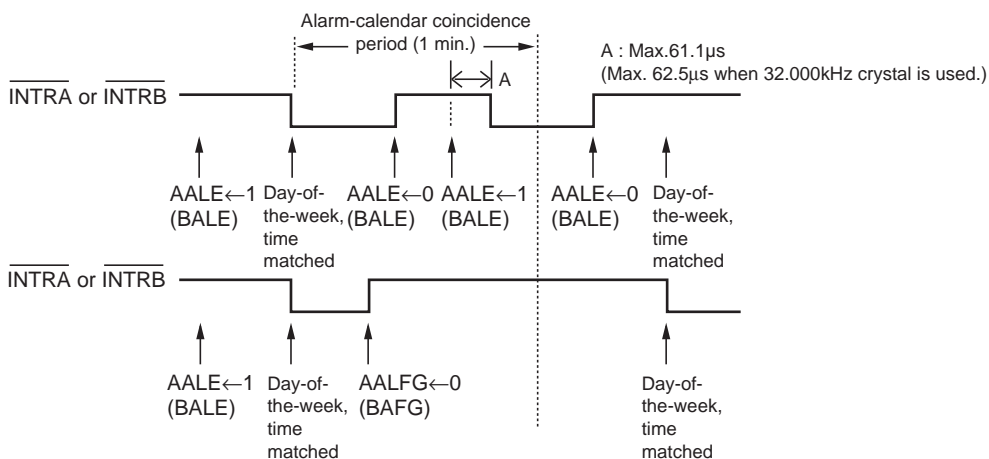 Alarm-calendar coincidence
period (1 min.)
A : Max.61.1µs
(Max. 62.5µs when 32.000kHz crystal is used.)
A
INTRA or INTRB
AALE←1
(BALE)
Day-of-
the-week,
time
matched
AALE←0
(BALE)
AALE←1
(BALE)
AALE←0
(BALE)
Day-of-
the-week,
time
matched
INTRA or INTRB
AALE←1
(BALE)
Day-of-
the-week,
time
matched
AALFG←0
(BAFG)
Day-of-
the-week,
time
matched